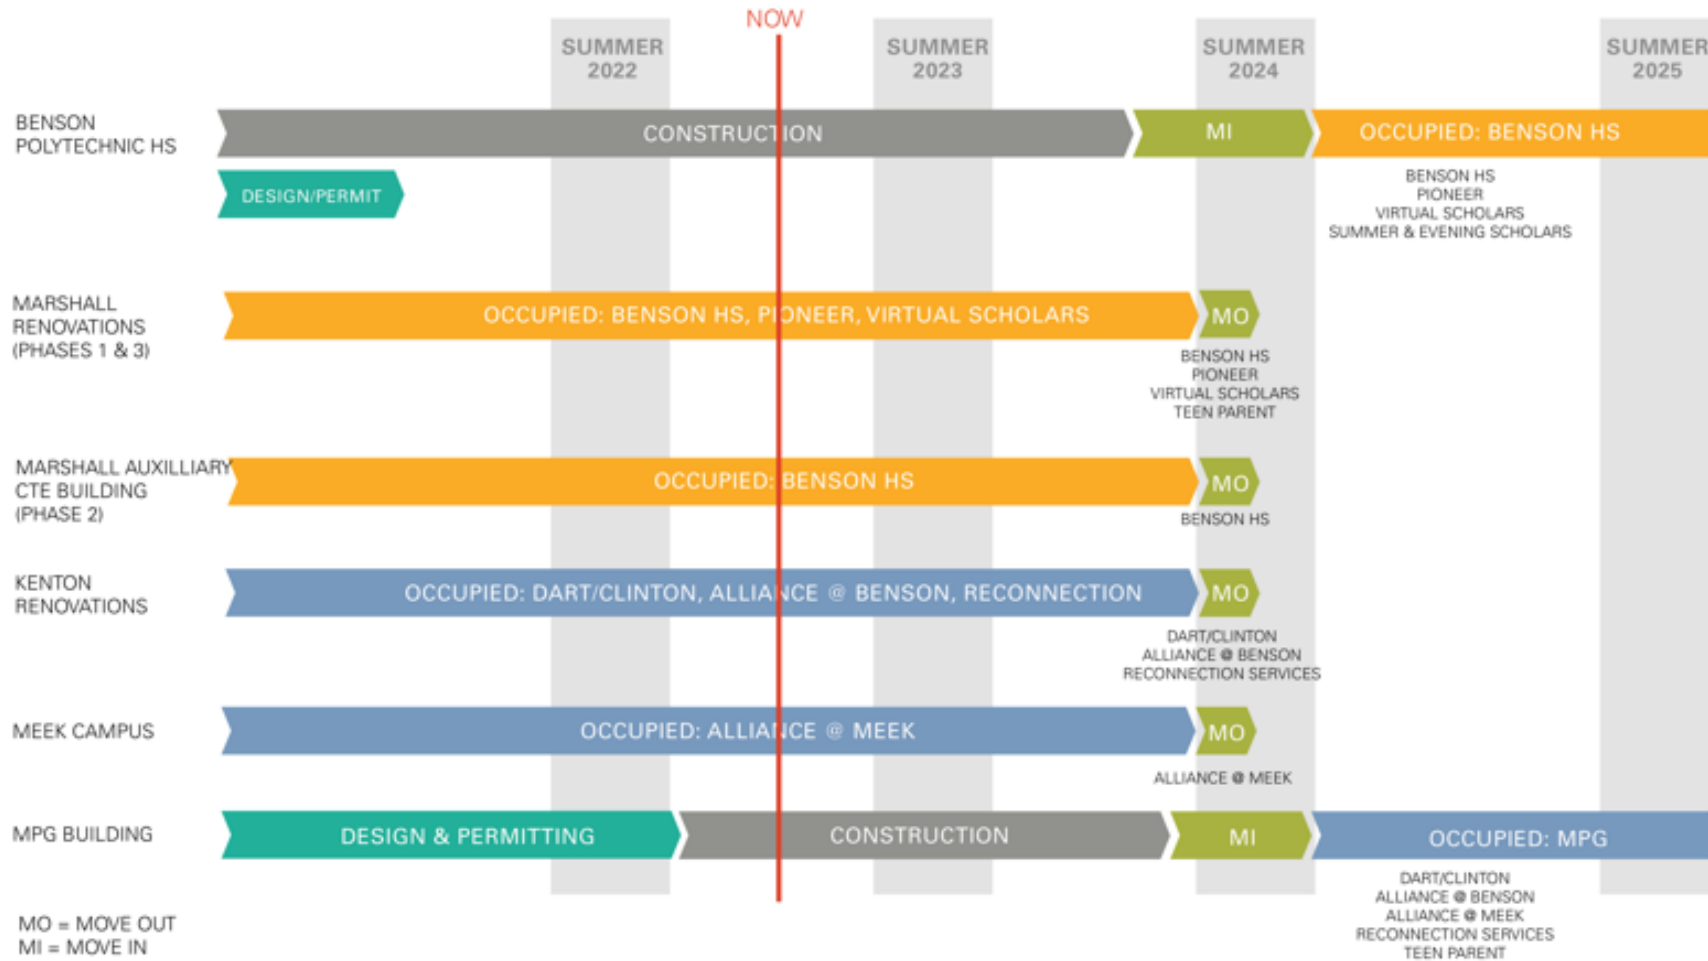 NOW
SUMMER
2022
SUMMER
2023
SUMMER
2024
SUMMER
2025
BENSON
POLYTECHNIC HS
CONSTRUCTION
MI
OCCUPIED: BENSON HS
DESIGN/PERMIT
BENSON HS
PIONEER
VIRTUAL SCHOLARS
SUMMER & EVENING SCHOLARS
MARSHALL
RENOVATIONS
(PHASES 1 & 3)
OCCUPIED: BENSON HS, PIONEER, VIRTUAL SCHOLARS
MO
BENSON HS
PIONEER
VIRTUAL SCHOLARS
TEEN PARENT
MARSHALL AUXILLIARY
CTE BUILDING
(PHASE 2)
OCCUPIED: BENSON HS
MO
BENSON HS
KENTON
RENOVATIONS
OCCUPIED: DART/CLINTON, ALLIANCE @ BENSON, RECONNECTION
MO
DART/CLINTON
ALLIANCE @ BENSON
RECONNECTION SERVICES
MEEK CAMPUS
OCCUPIED: ALLIANCE @ MEEK
MO
ALLIANCE @ MEEK
MPG BUILDING
DESIGN & PERMITTING
CONSTRUCTION
MI
OCCUPIED: MPG
DART/CLINTON
ALLIANCE @ BENSON
ALLIANCE @ MEEK
RECONNECTION SERVICES
TEEN PARENT
MO = MOVE OUT
MI = MOVE IN